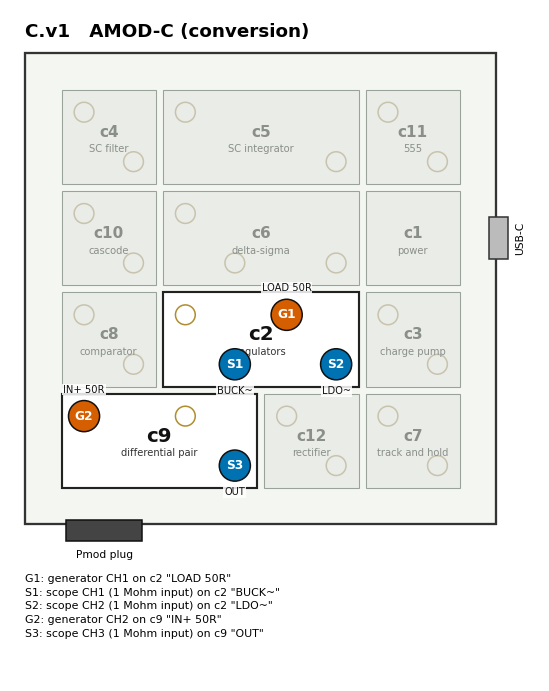 C.v1 AMOD-C (conversion)
c4
SC filter
c5
SC integrator
c11
555
c10
cascode
c6
delta-sigma
c1
power
USB-C
LOAD 50R
G1
c8
comparator
c2
regulators
S1
S2
c3
charge pump
BUCK~
LDO~
IN+ 50R
G2
c9
differential pair
S3
OUT
c12
rectifier
c7
track and hold
Pmod plug
G1: generator CH1 on c2 "LOAD 50R"
S1: scope CH1 (1 Mohm input) on c2 "BUCK~"
S2: scope CH2 (1 Mohm input) on c2 "LDO~"
G2: generator CH2 on c9 "IN+ 50R"
S3: scope CH3 (1 Mohm input) on c9 "OUT"